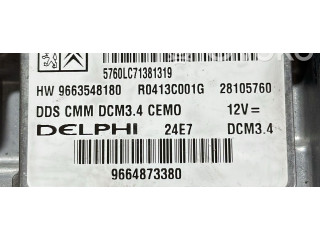 5760LC71381319
HW 9663548180 R0413C001G 28105760
DDS CMM DCM3.4 CEMO 12V=
DELPHI 24E7 DCM3.4
9664873380